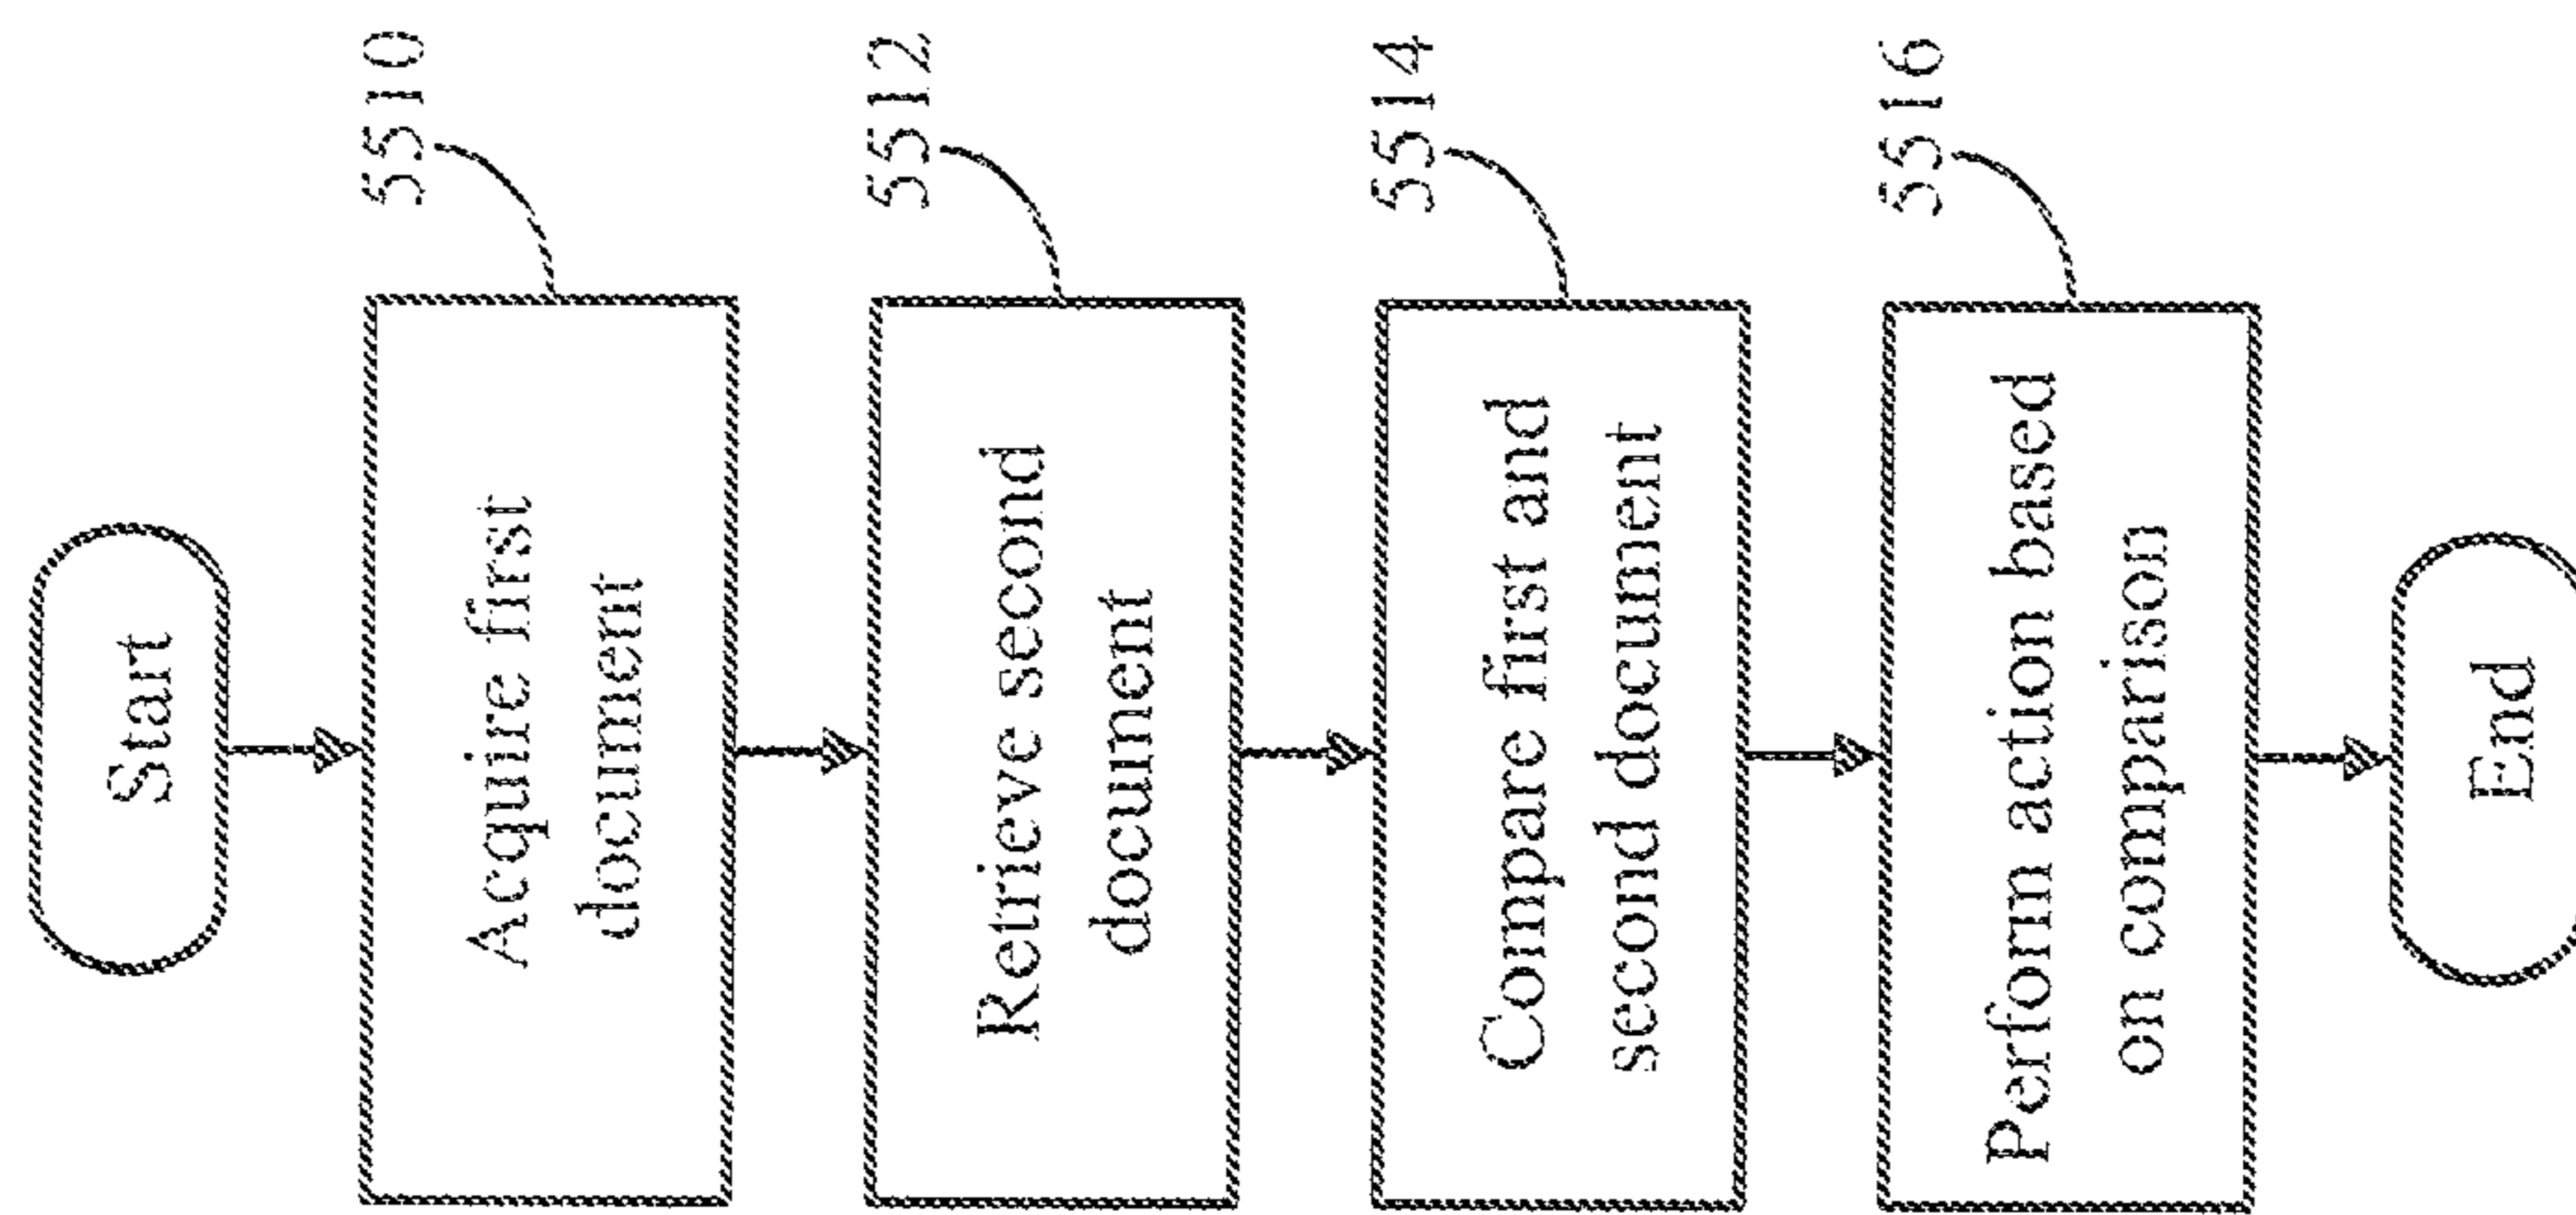 Start
5510
Acquire first
document
5512
Retrieve second
document
5514
Compare first and
second document
5516
Perform action based
on comparison
End